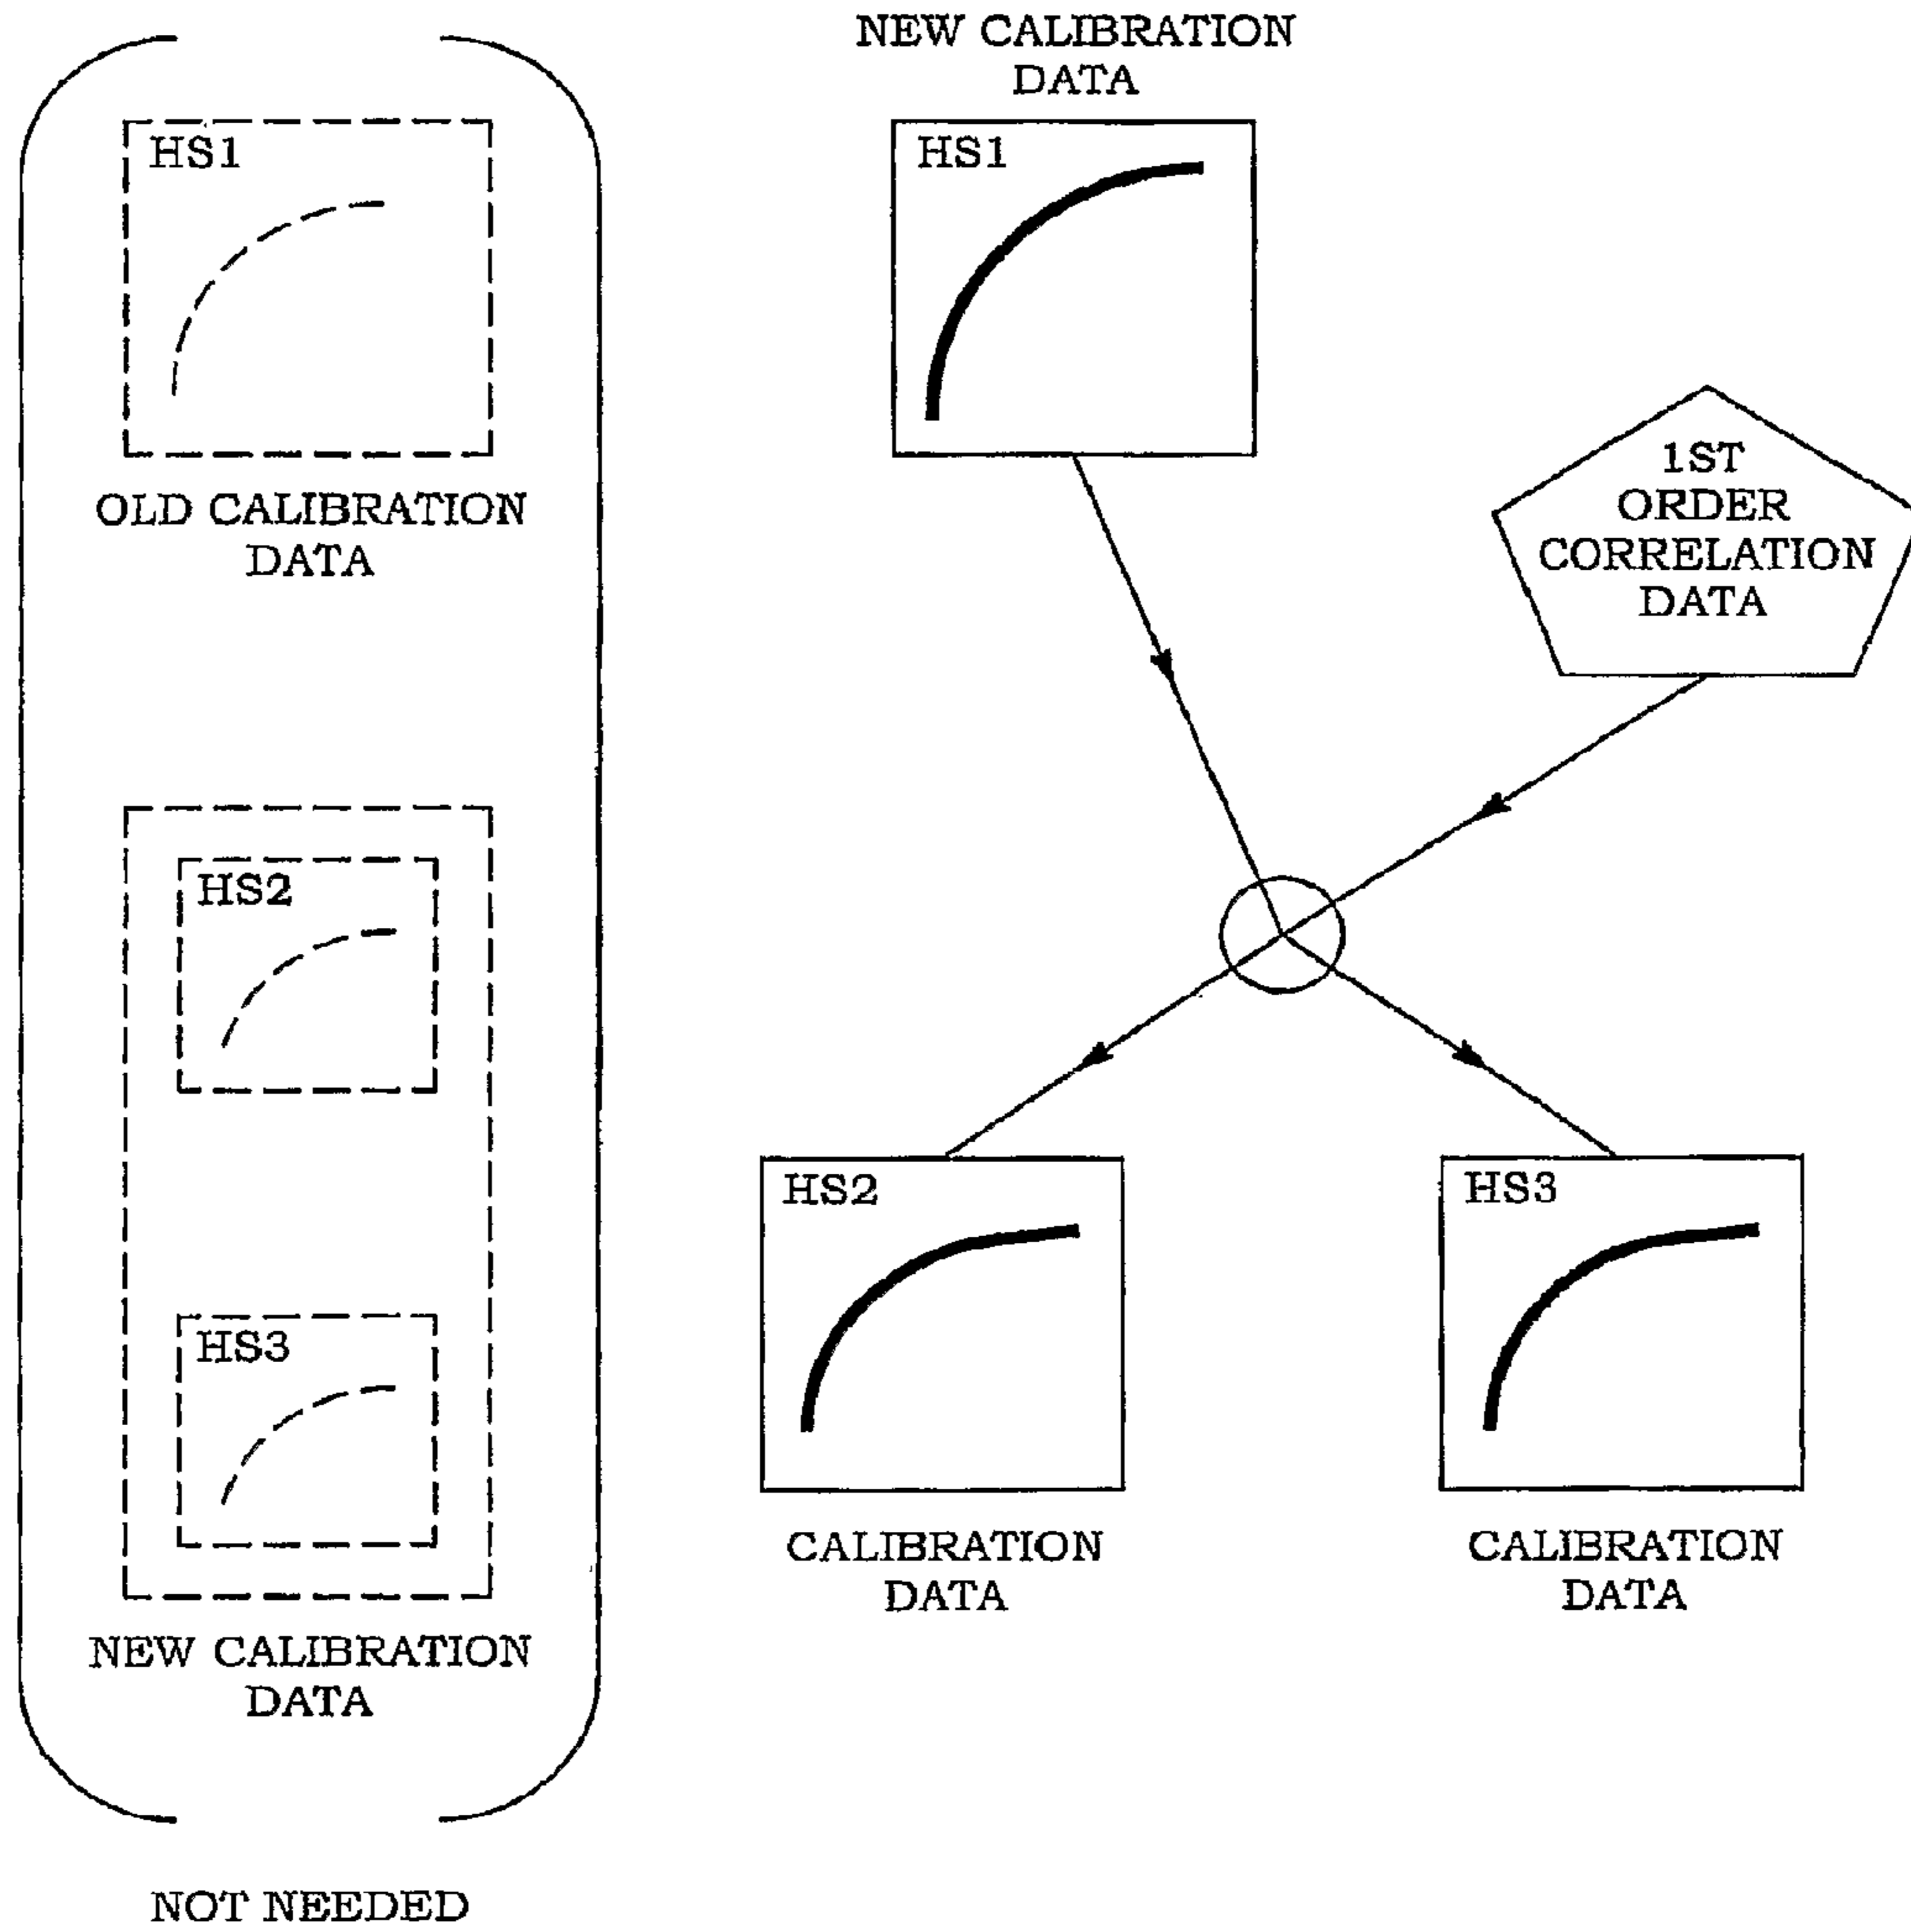 HS1
OLD CALIBRATION
DATA
HS2
HS3
NEW CALIBRATION
DATA
NOT NEEDED
NEW CALIBRATION
DATA
HS1
1ST
ORDER
CORRELATION
DATA
HS2
CALIBRATION
DATA
HS3
CALIBRATION
DATA